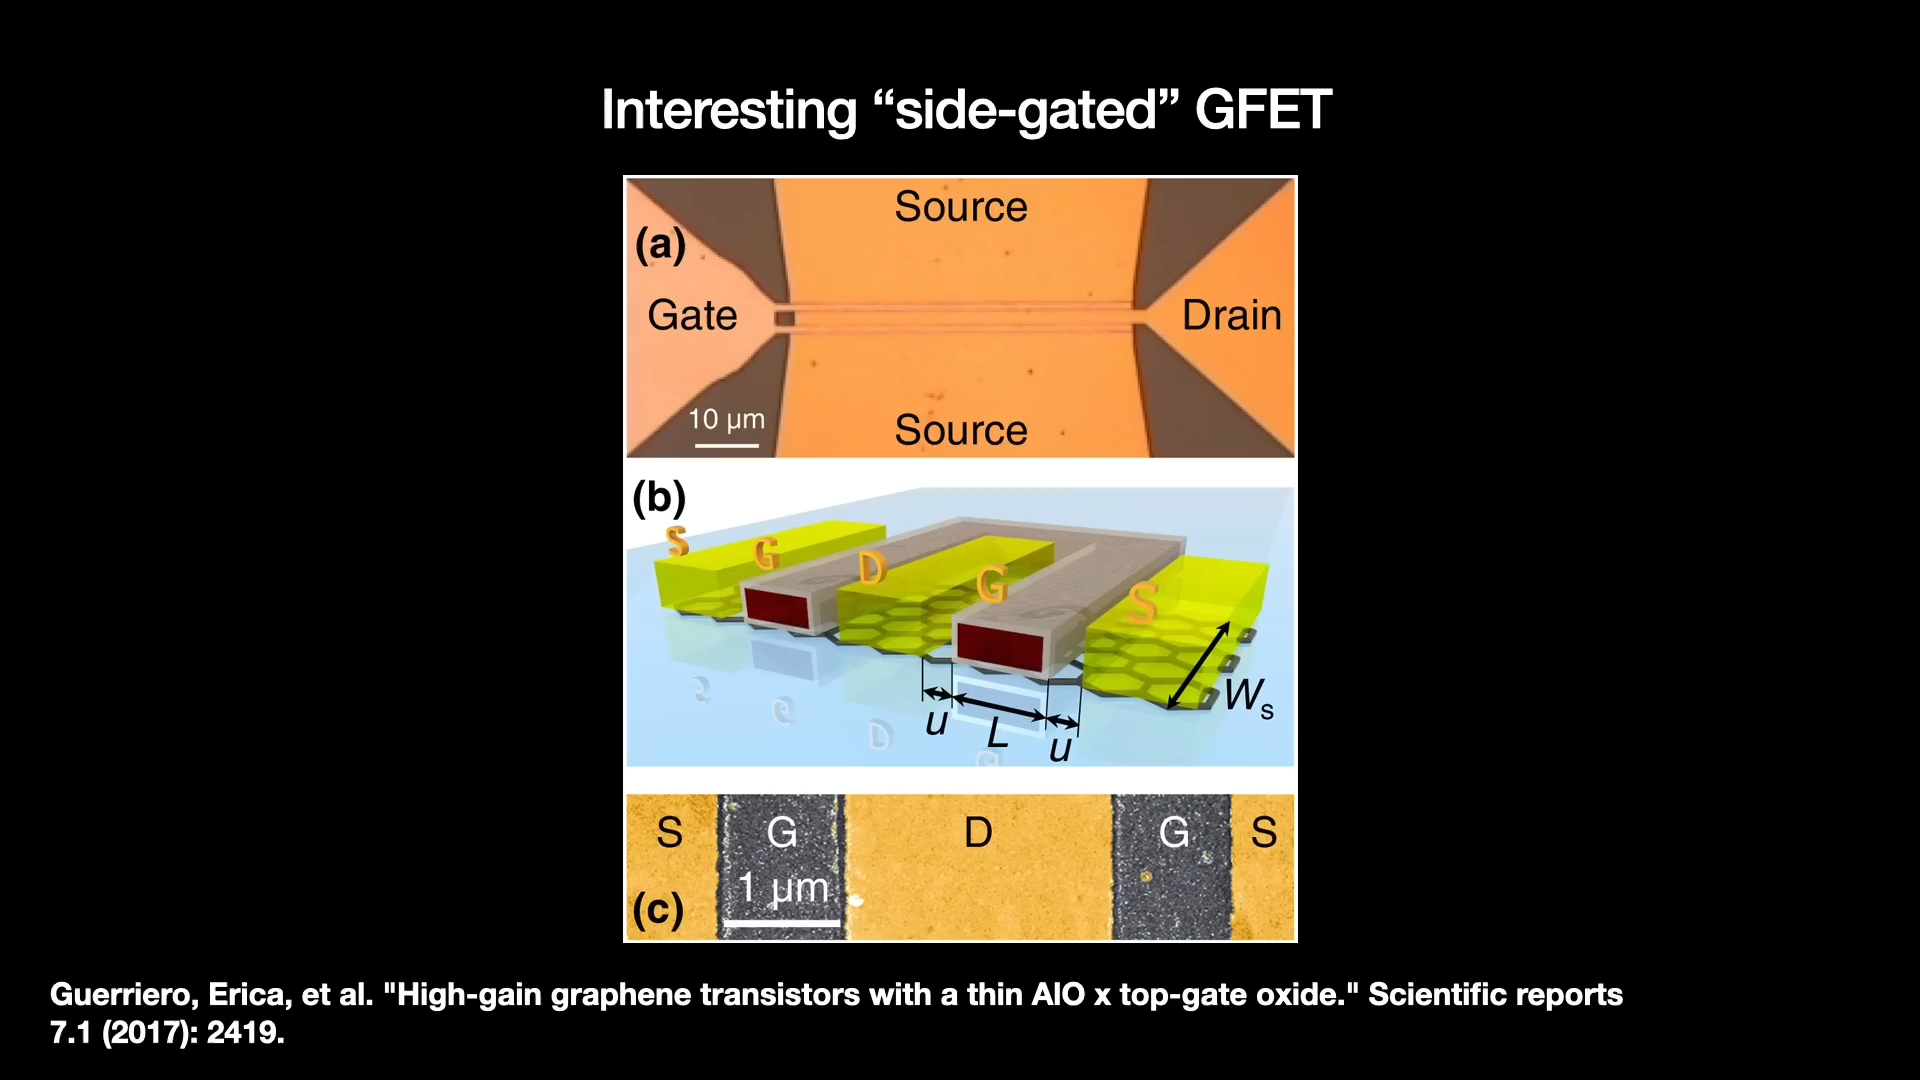 Interesting “side-gated” GFET
Source
(a)
Gate
Drain
10 µm
Source
(b)
S
G
D
G
S
Ws
u
L
u
S
G
D
G
S
1 µm
(c)
Guerriero, Erica, et al. "High-gain graphene transistors with a thin AlO x top-gate oxide." Scientific reports
7.1 (2017): 2419.